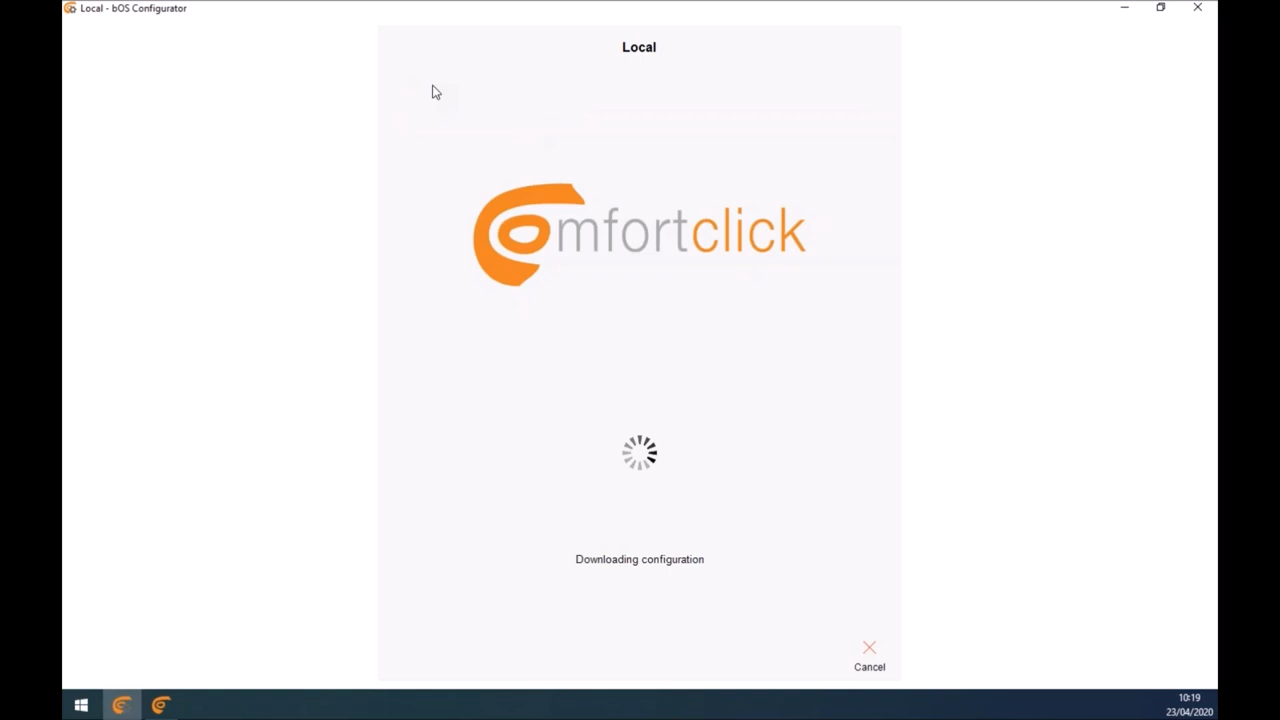 Local - bOS Configurator
Local
comfortclick
Downloading configuration
Cancel
10:19
23/04/2020